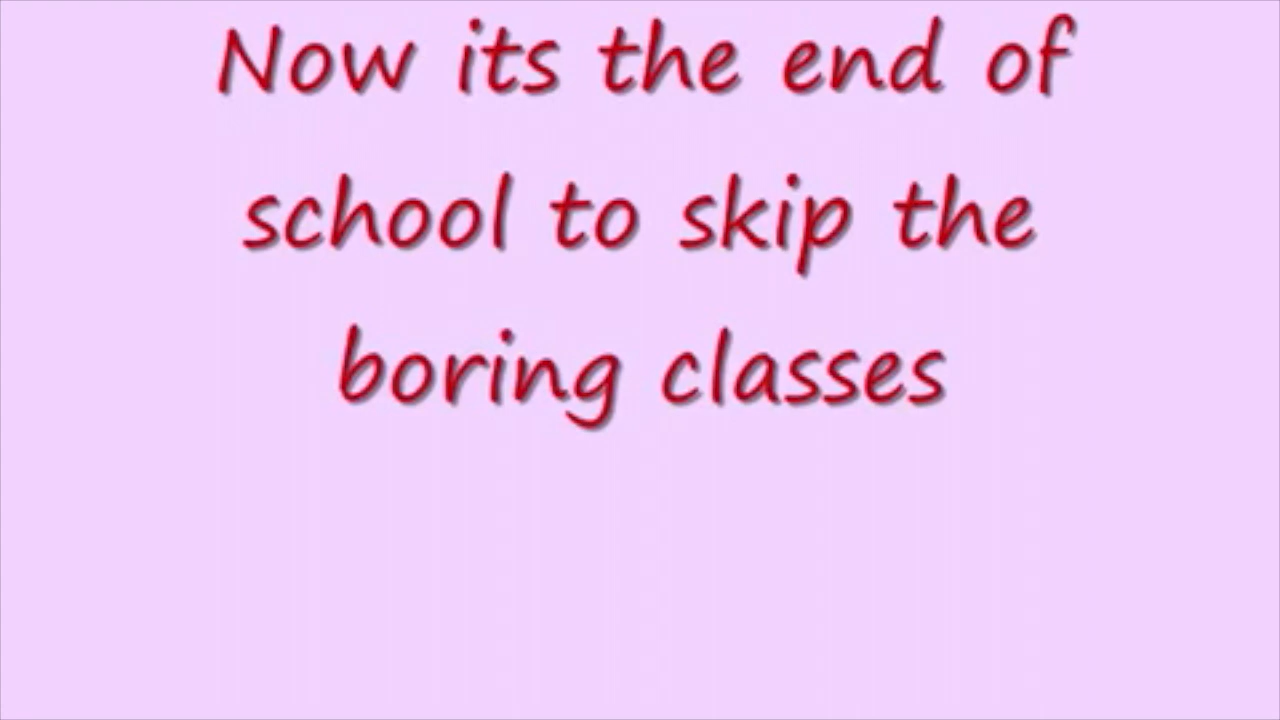 Now its the end of
school to skip the
boring classes